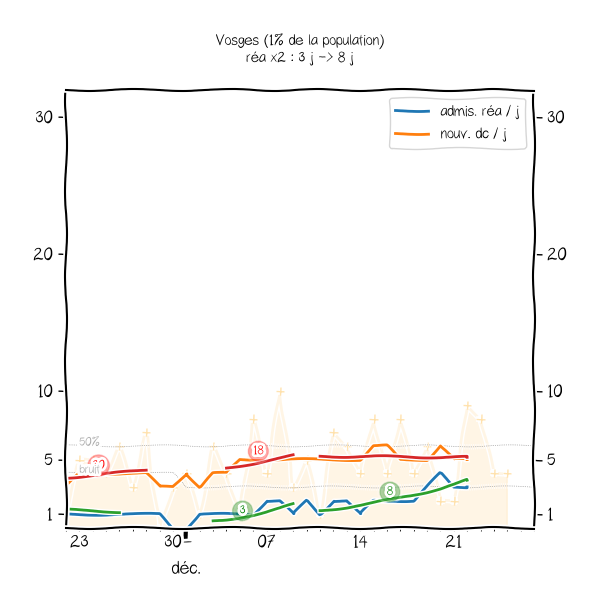 Vosges (1% de la population)
réa x2 : 3 j -> 8 j
admis. réa / j
nouv. dc / j
30 30
20 20
10 10
50%
18
5 5
bruit
8
3
1 1
23 30 07 14 21
déc.